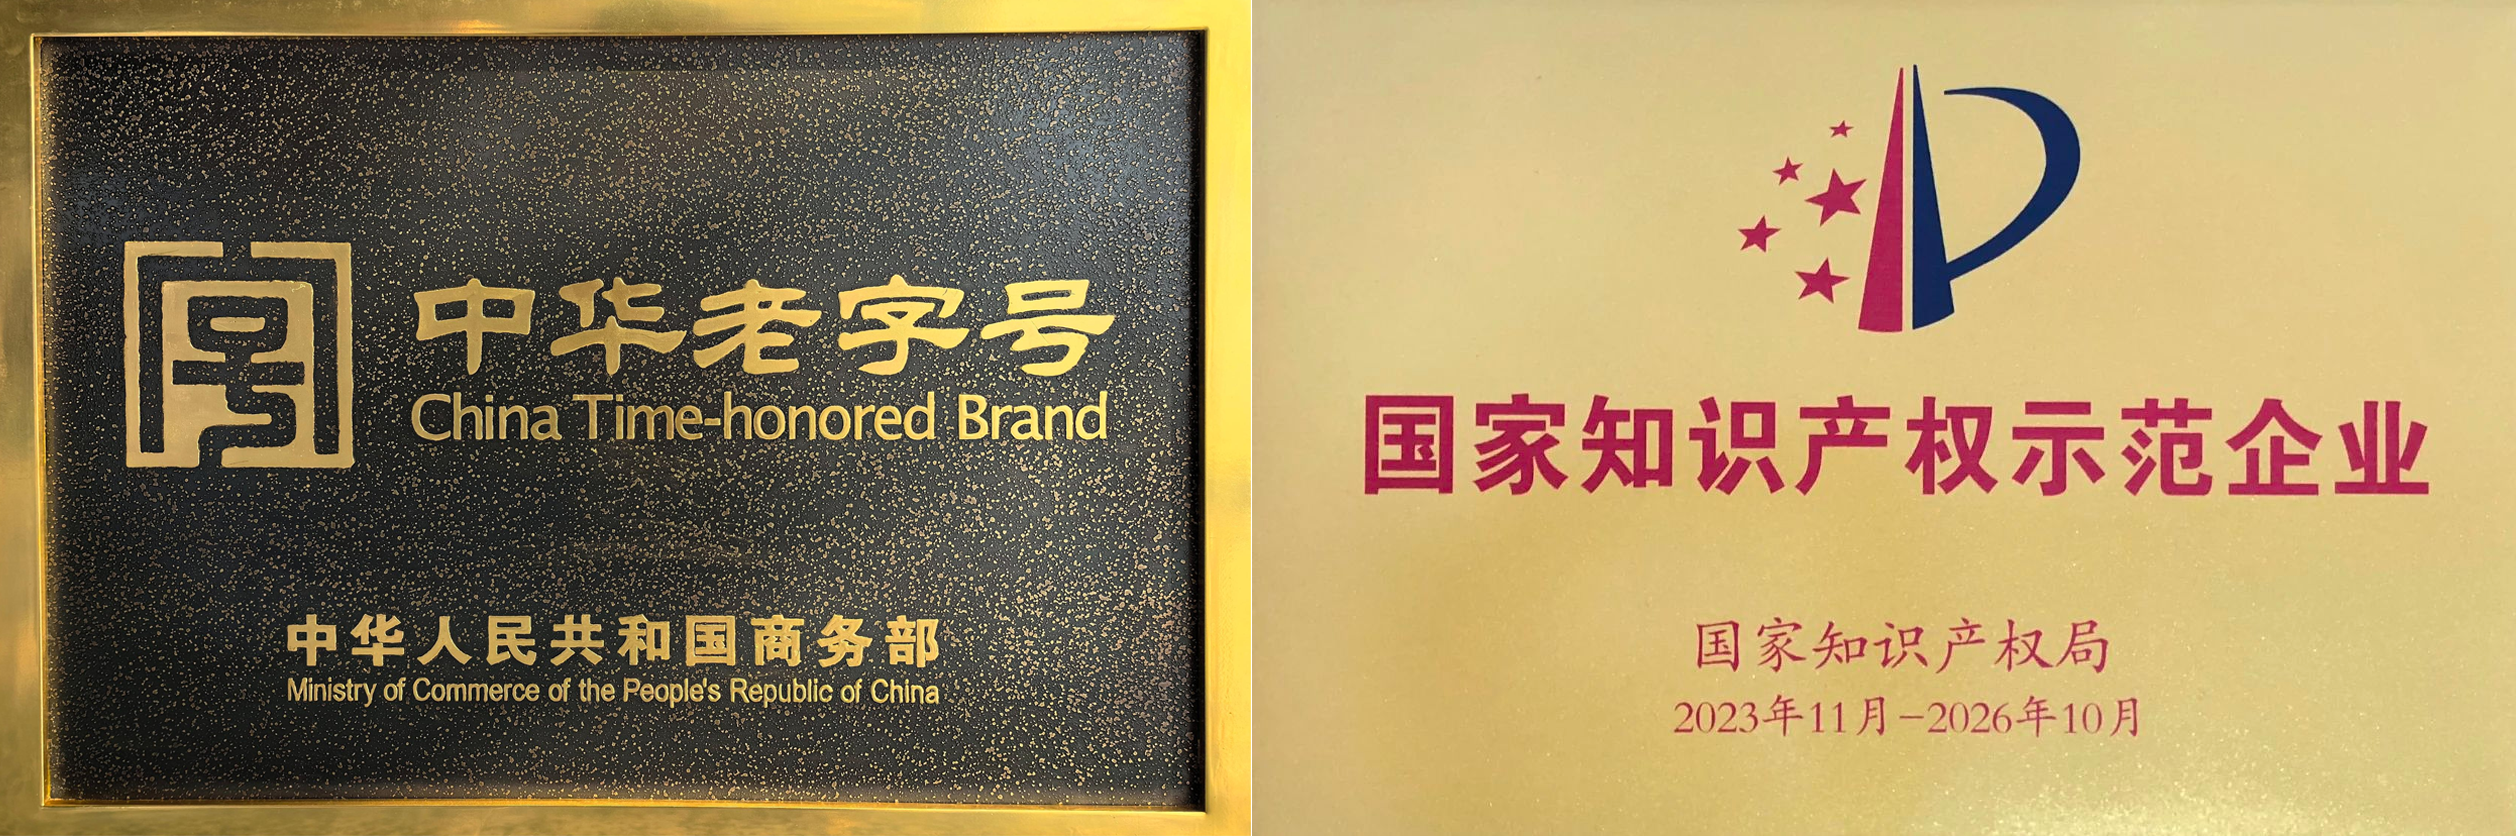 中华老字号
China Time-honored Brand
中华人民共和国商务部
Ministry of Commerce of the People's Republic of China
国家知识产权示范企业
国家知识产权局
2023年11月-2026年10月